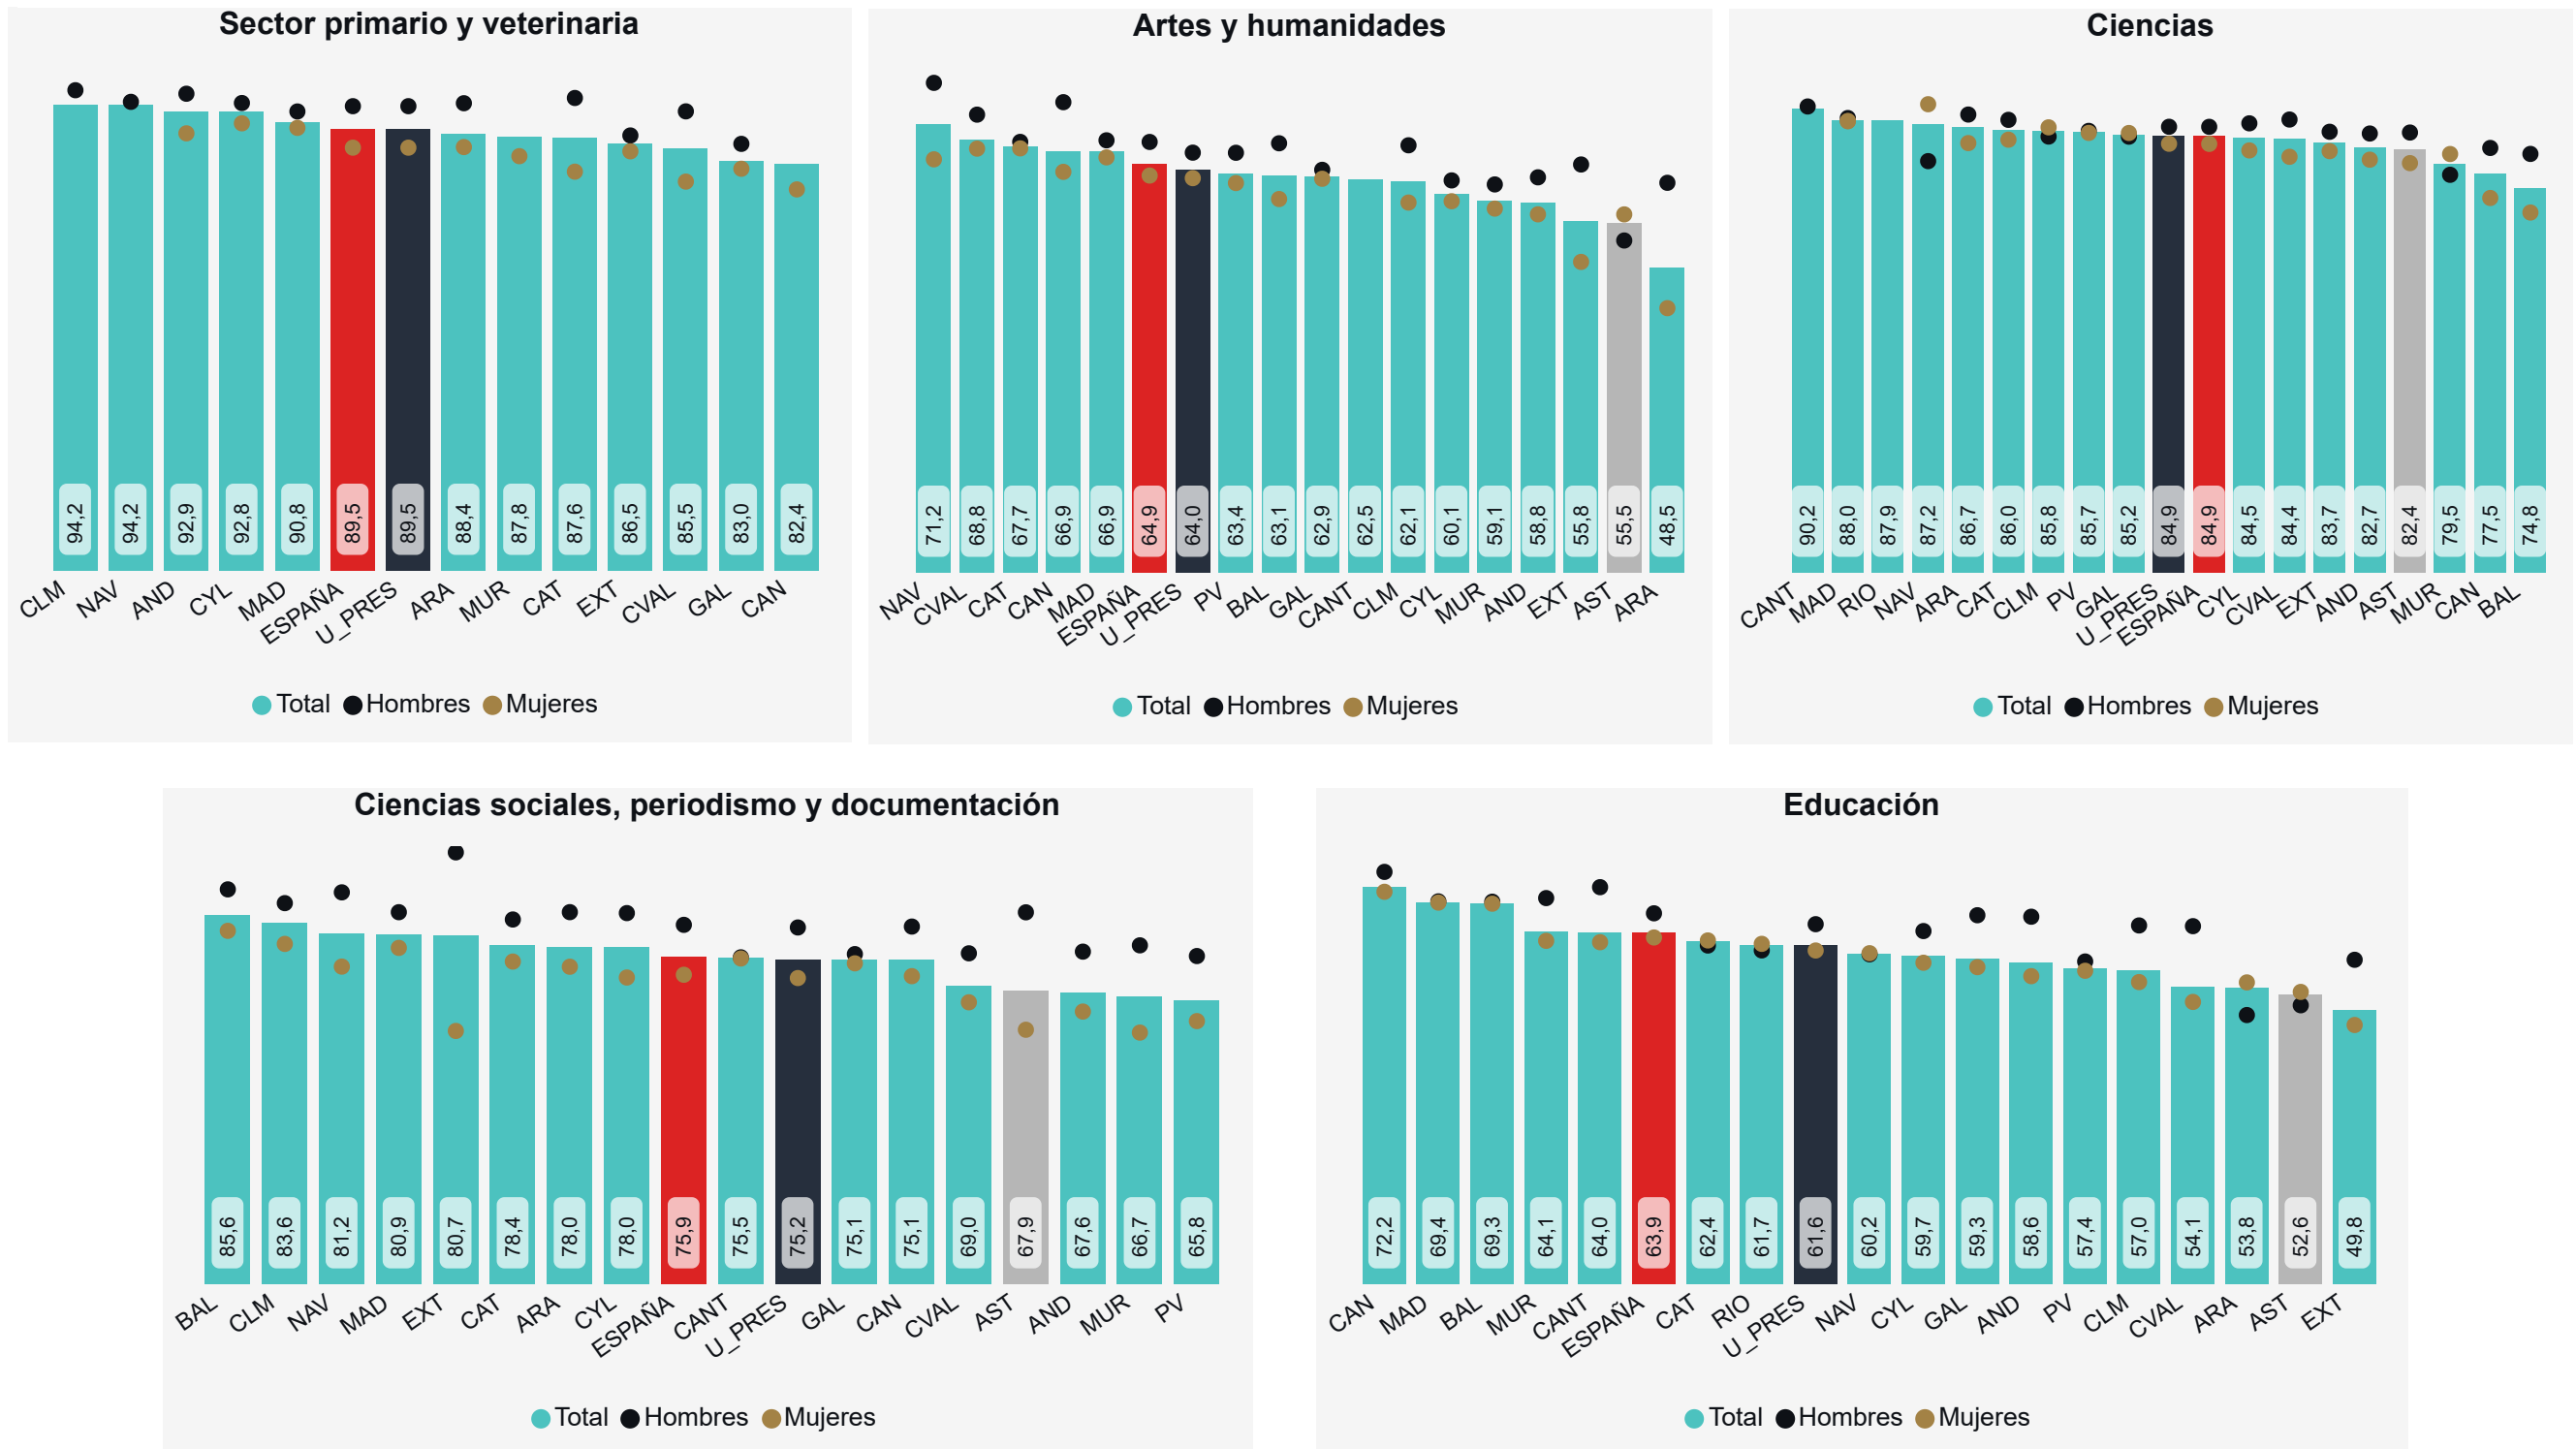 Sector primario y veterinaria
94,2 94,2 92,9 92,8 90,8 89,5 89,5 88,4 87,8 87,6 86,5 85,5 83,0 82,4
CLM NAV AND CYL MAD ESPAÑA U_PRES ARA MUR CAT EXT CVAL GAL CAN
Total Hombres Mujeres
Artes y humanidades
71,2 68,8 67,7 66,9 66,9 64,9 64,0 63,4 63,1 62,9 62,5 62,1 60,1 59,1 58,8 55,8 55,5 48,5
NAV CVAL CAT CAN MAD ESPAÑA U_PRES PV BAL GAL CANT CLM CYL MUR AND EXT AST ARA
Total Hombres Mujeres
Ciencias
90,2 88,0 87,9 87,2 86,7 86,0 85,8 85,7 85,2 84,9 84,9 84,5 84,4 83,7 82,7 82,4 79,5 77,5 74,8
CANT MAD RIO NAV ARA CAT CLM PV GAL U_PRES ESPAÑA CYL CVAL EXT AND AST MUR CAN BAL
Total Hombres Mujeres
Ciencias sociales, periodismo y documentación
85,6 83,6 81,2 80,9 80,7 78,4 78,0 78,0 75,9 75,5 75,2 75,1 75,1 69,0 67,9 67,6 66,7 65,8
BAL CLM NAV MAD EXT CAT ARA CYL ESPAÑA CANT U_PRES GAL CAN CVAL AST AND MUR PV
Total Hombres Mujeres
Educación
72,2 69,4 69,3 64,1 64,0 63,9 62,4 61,7 61,6 60,2 59,7 59,3 58,6 57,4 57,0 54,1 53,8 52,6 49,8
CAN MAD BAL MUR CANT ESPAÑA CAT RIO U_PRES NAV CYL GAL AND PV CLM CVAL ARA AST EXT
Total Hombres Mujeres